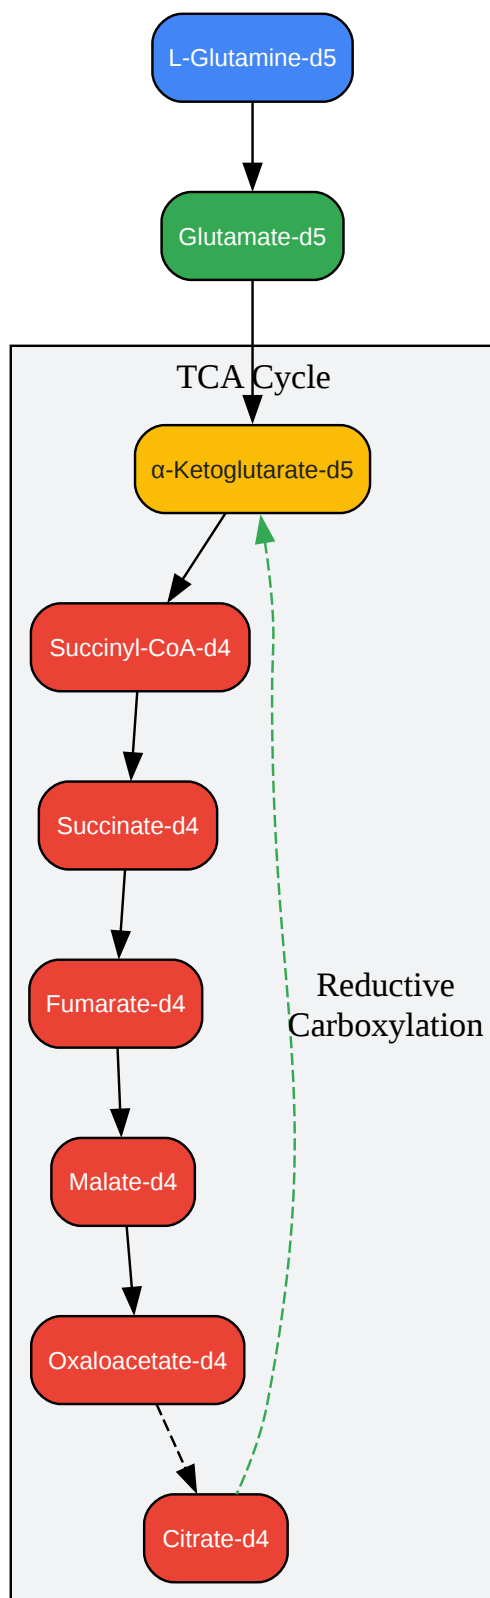 L-Glutamine-d5
Glutamate-d5
TCA Cycle
α-Ketoglutarate-d5
Succinyl-CoA-d4
Succinate-d4
Fumarate-d4
Reductive
Carboxylation
Malate-d4
Oxaloacetate-d4
Citrate-d4